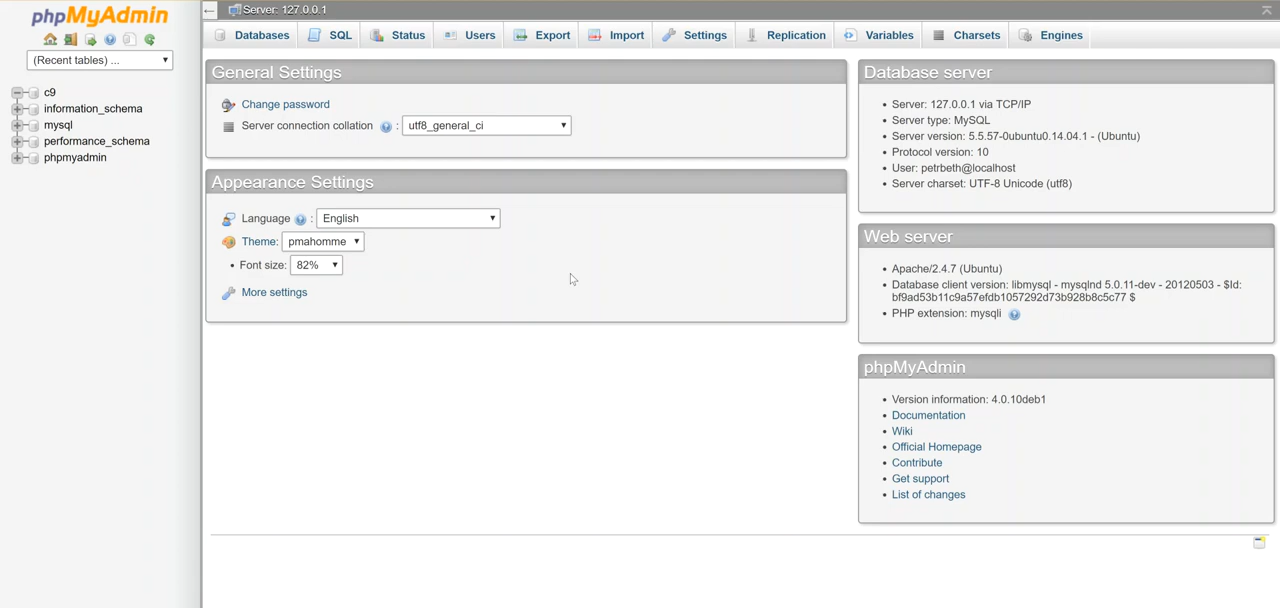 phpMyAdmin
(Recent tables) ...
c9
information_schema
mysql
performance_schema
phpmyadmin
Server: 127.0.0.1
Databases SQL Status Users Export Import Settings Replication Variables Charsets Engines
General Settings
Change password
Server connection collation : utf8_general_ci
Appearance Settings
Language : English
Theme: pmahomme
• Font size: 82%
More settings
Database server
• Server: 127.0.0.1 via TCP/IP
• Server type: MySQL
• Server version: 5.5.57-0ubuntu0.14.04.1 - (Ubuntu)
• Protocol version: 10
• User: petrbeth@localhost
• Server charset: UTF-8 Unicode (utf8)
Web server
• Apache/2.4.7 (Ubuntu)
• Database client version: libmysql - mysqlnd 5.0.11-dev - 20120503 - $Id:
bf9ad53b11c9a57efdb1057292d73b928b8c5c77 $
• PHP extension: mysqli
phpMyAdmin
• Version information: 4.0.10deb1
• Documentation
• Wiki
• Official Homepage
• Contribute
• Get support
• List of changes